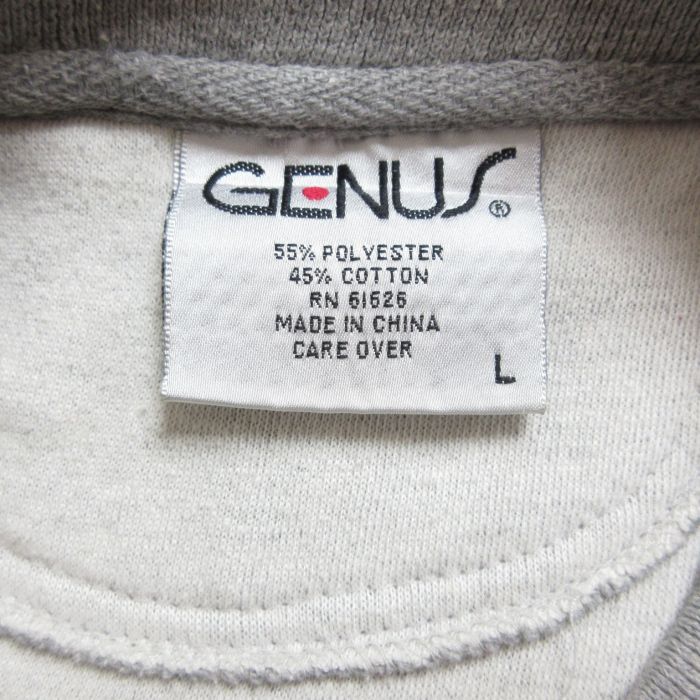 GENUS®
55% POLYESTER
45% COTTON
RN 61626
MADE IN CHINA
CARE OVER
L